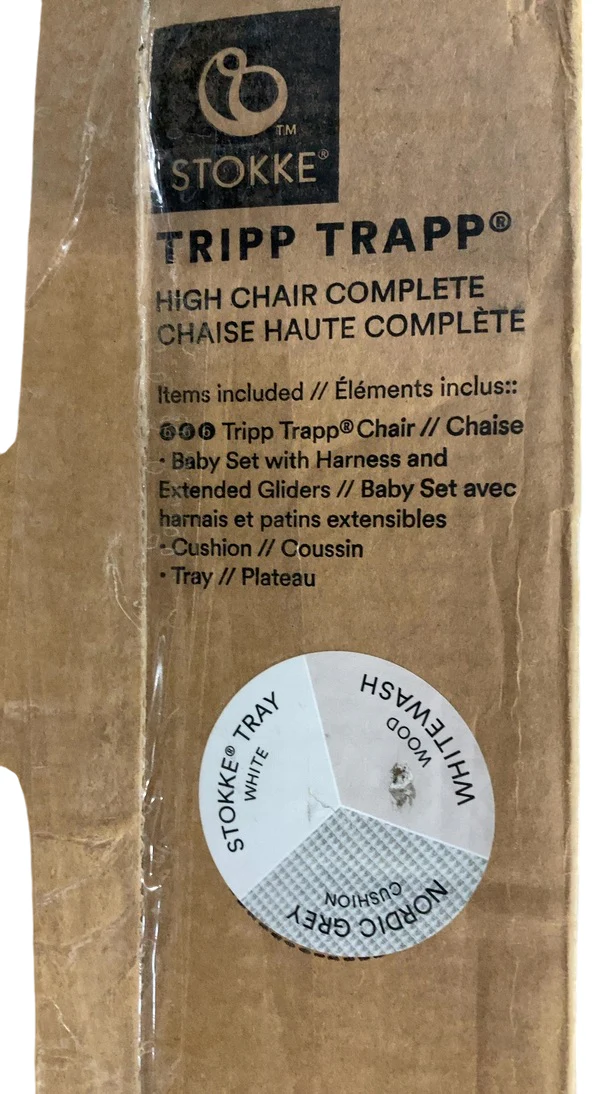 TM
STOKKE®
TRIPP TRAPP®
HIGH CHAIR COMPLETE
CHAISE HAUTE COMPLÈTE
Items included // Éléments inclus::
Tripp Trapp® Chair // Chaise
• Baby Set with Harness and
Extended Gliders // Baby Set avec
harnais et patins extensibles
• Cushion // Coussin
• Tray // Plateau
STOKKE® TRAY
WHITE
WHITEWASH
WOOD
NORDIC GREY
CUSHION